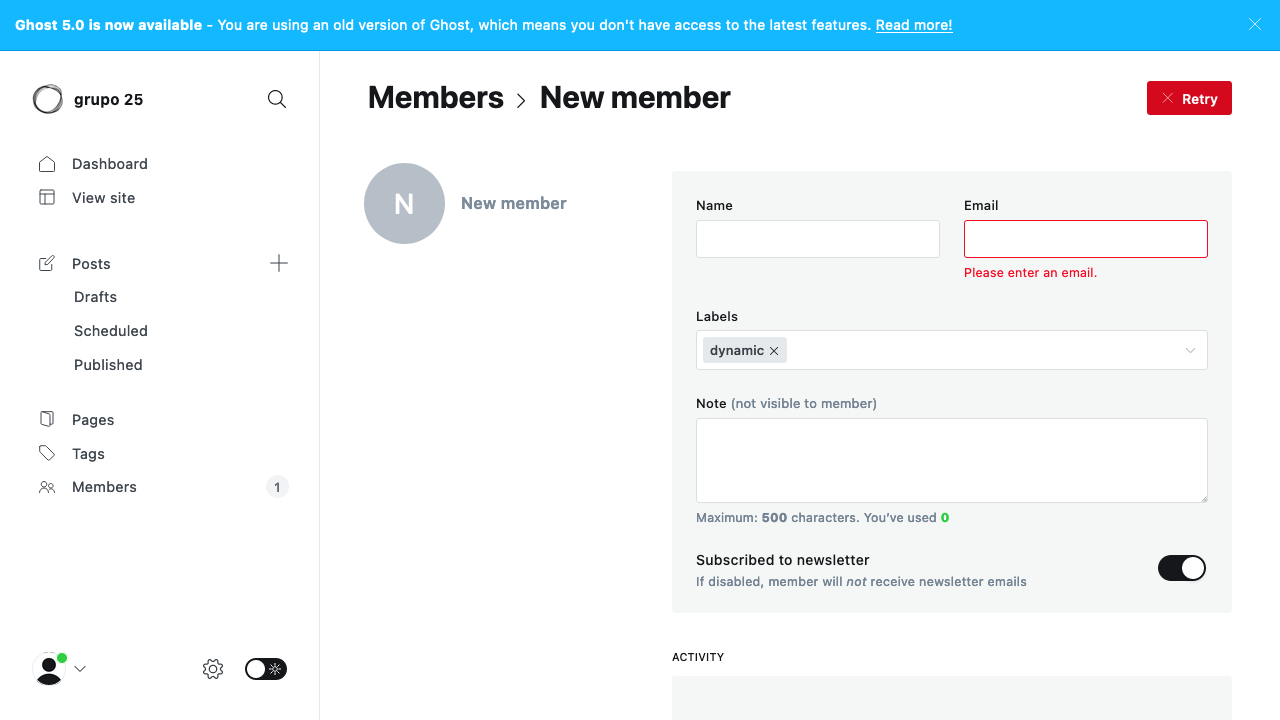 Ghost 5.0 is now available - You are using an old version of Ghost, which means you don't have access to the latest features. Read more!
grupo 25
Members
New member
Retry
Dashboard
View site
Posts
Drafts
Scheduled
Published
Pages
Tags
Members
1
N
New member
Name
Email
Please enter an email.
Labels
dynamic
Note (not visible to member)
Maximum: 500 characters. You’ve used 0
Subscribed to newsletter
If disabled, member will not receive newsletter emails
ACTIVITY